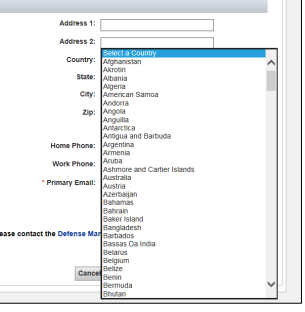 Address 1:
Address 2:
Country:
Select a Country
Afghanistan
Akrotiri
Albania
Algeria
American Samoa
Andorra
Angola
Anguilla
Antarctica
Antigua and Barbuda
Argentina
Armenia
Aruba
Ashmore and Cartier Islands
Australia
Austria
Azerbaijan
Bahamas
Bahrain
Baker Island
Bangladesh
Barbados
Bassas Da India
Belarus
Belgium
Belize
Benin
Bermuda
Bhutan
State:
City:
Zip:
Home Phone:
Work Phone:
* Primary Email:
ease contact the Defense Mar
Cancel